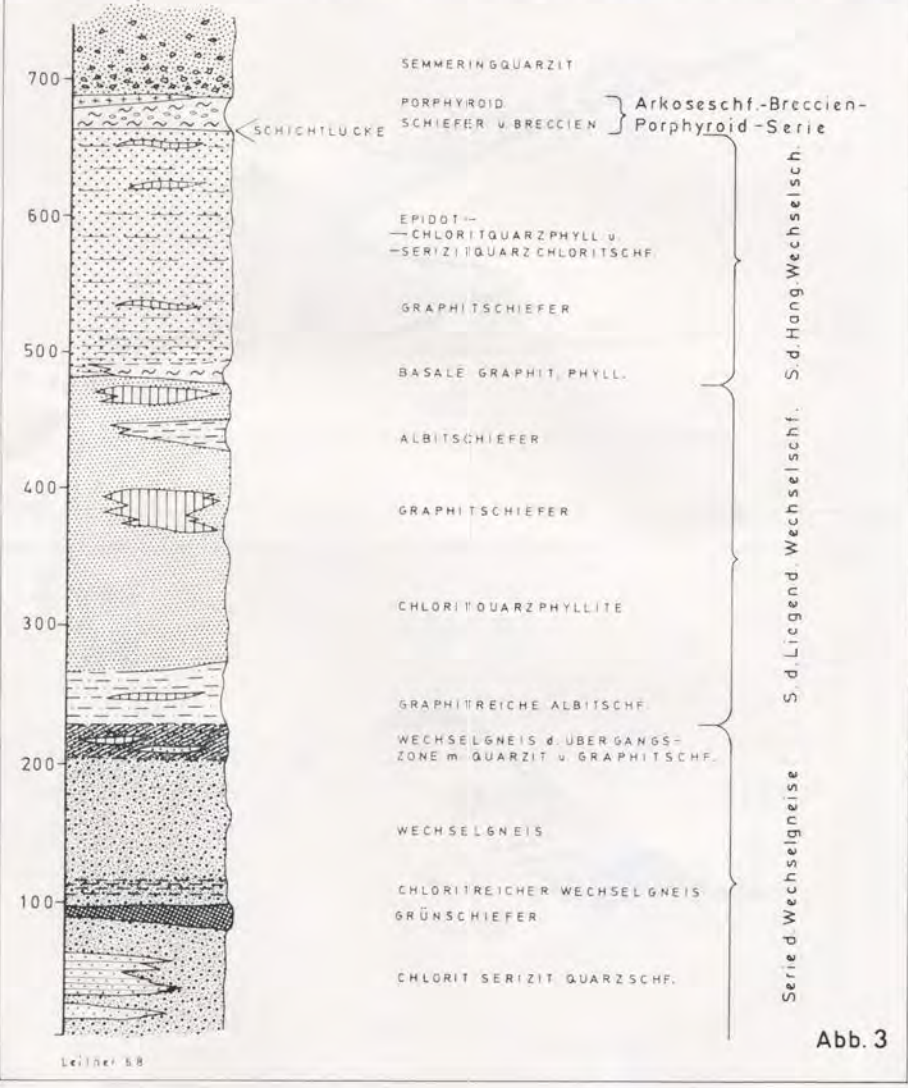 700
SEMMERINGQUARZIT
PORPHYROID
SCHIEFER u. BRECCIEN
Arkoseschf.-Breccien-
Porphyroid-Serie
SCHICHTLÜCKE
600
EPIDOT-
-CHLORITQUARZPHYLL u.
-SERIZITQUARZCHLORITSCHF.
GRAPHITSCHIEFER
S.d.Hang.Wechselsch.
500
BASALE GRAPHIT. PHYLL.
ALBITSCHIEFER
400
GRAPHITSCHIEFER
S. d. Liegend. Wechselschf.
CHLORITQUARZPHYLLITE
300
GRAPHITREICHE ALBITSCHF.
200
WECHSELGNEIS d. ÜBERGANGS-
ZONE m. QUARZIT u. GRAPHITSCHF.
WECHSELGNEIS
Serie d. Wechselgneise
100
CHLORITREICHER WECHSELGNEIS
GRÜNSCHIEFER
CHLORIT SERIZIT QUARZSCHF.
Abb. 3
Leitner 68